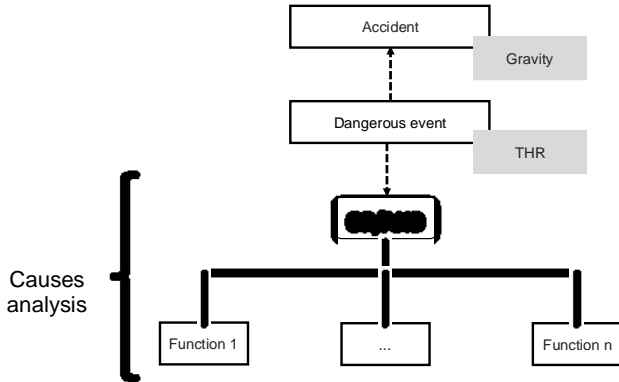 Accident
Gravity
Dangerous event
THR
Causes
analysis
Function 1
...
Function n